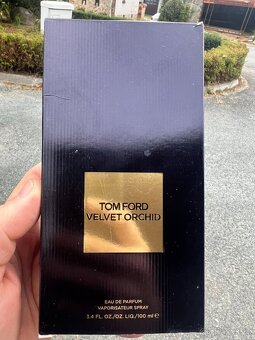 TOM FORD
VELVET ORCHID
EAU DE PARFUM
VAPORISATEUR SPRAY
3.4 FL.OZ./OZ.LIQ./100 ml ℮